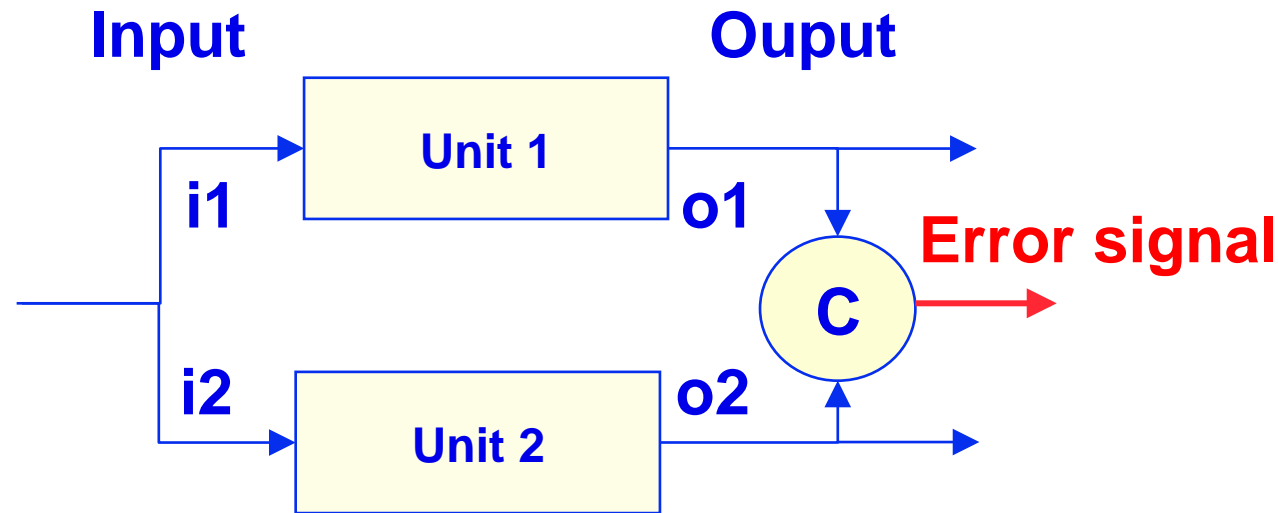 Input
Ouput
Unit 1
i1
o1
Error signal
C
i2
o2
Unit 2